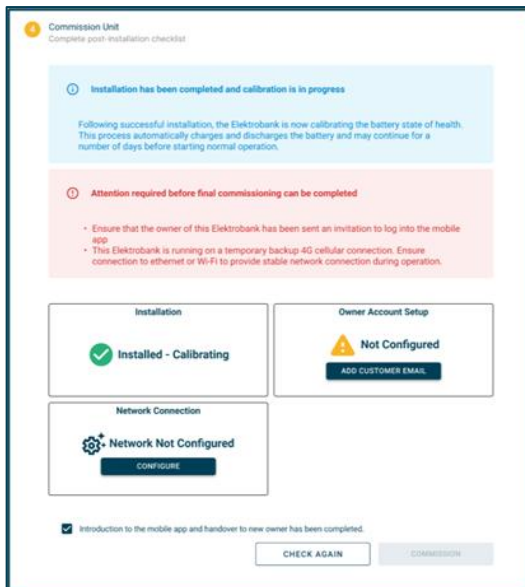 4
Commission Unit
Complete post-installation checklist
Installation has been completed and calibration is in progress
Following successful installation, the Elektrobank is now calibrating the battery state of health.
This process automatically charges and discharges the battery and may continue for a
number of days before starting normal operation.
Attention required before final commissioning can be completed
• Ensure that the owner of this Elektrobank has been sent an invitation to log into the mobile
app
• This Elektrobank is running on a temporary backup 4G cellular connection. Ensure
connection to ethernet or Wi-Fi to provide stable network connection during operation.
Installation
Installed - Calibrating
Owner Account Setup
Not Configured
ADD CUSTOMER EMAIL
Network Connection
Network Not Configured
CONFIGURE
Introduction to the mobile app and handover to new owner has been completed.
CHECK AGAIN
COMMISSION